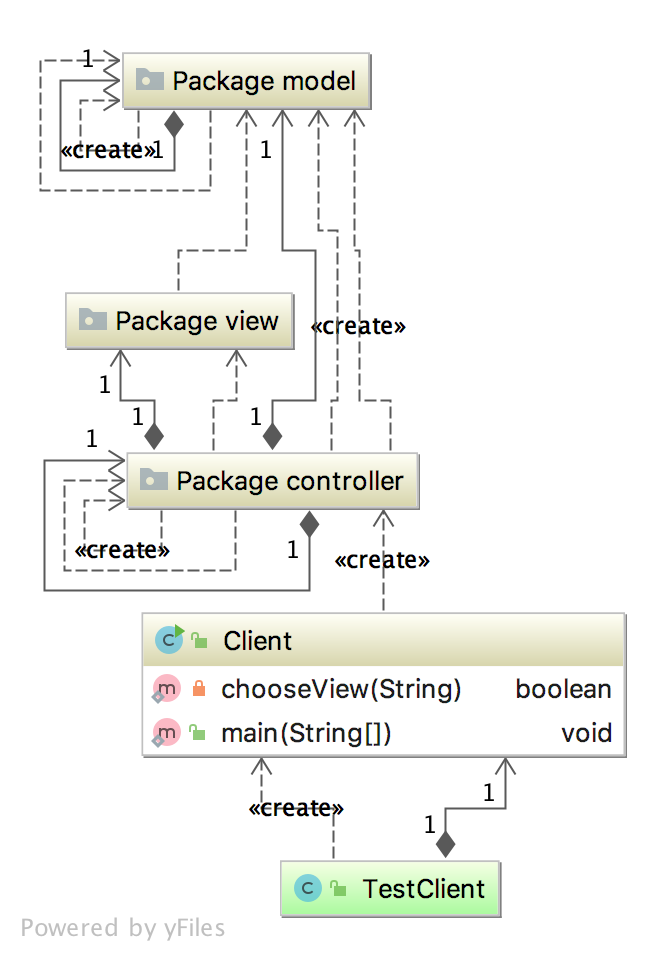 1
Package model
«create»
1
1
Package view
«create»
1
1
1
1
Package controller
«create»
1
«create»
C
Client
m
chooseView(String)
boolean
m
main(String[])
void
1
«create»
1
C
TestClient
Powered by yFiles